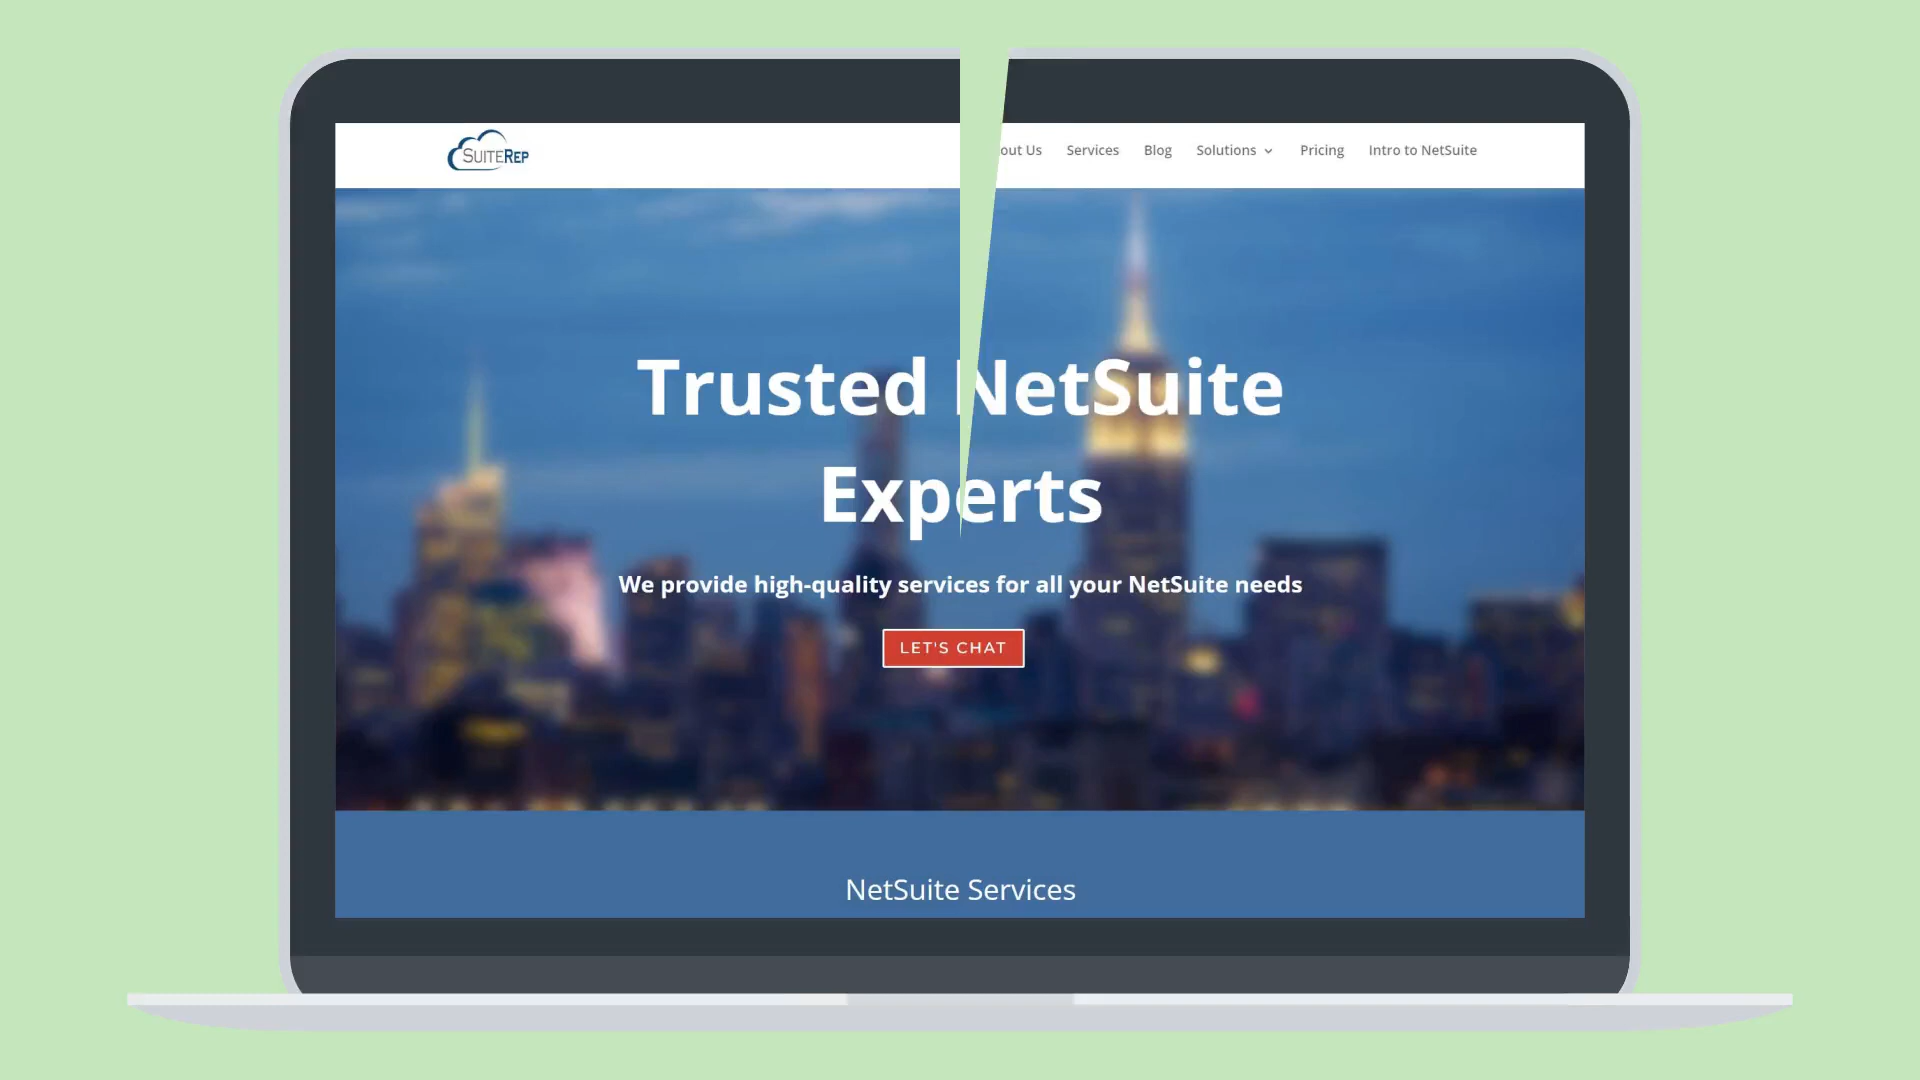 SUITEREP
out Us Services Blog Solutions Pricing Intro to NetSuite
Trusted NetSuite
Experts
We provide high-quality services for all your NetSuite needs
LET'S CHAT
NetSuite Services